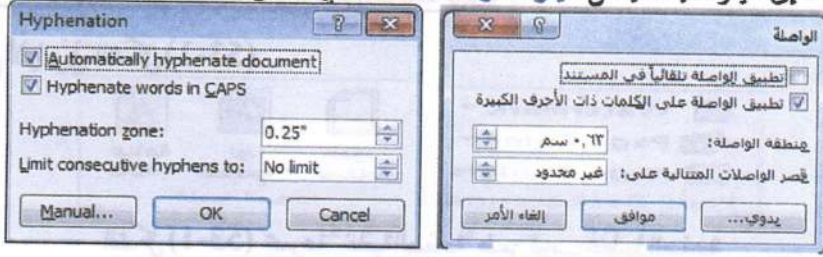 Hyphenation
Automatically hyphenate document
Hyphenate words in CAPS
Hyphenation zone: 0.25"
Limit consecutive hyphens to: No limit
Manual... OK Cancel
الواصلة
تطبيق الواصلة تلقائياً في المستند
تطبيق الواصلة على الكلمات ذات الأحرف الكبيرة
منطقة الواصلة: ٠,٦٣ سم
قصر الواصلات المتتالية على: غير محدود
يدوي... موافق إلغاء الأمر